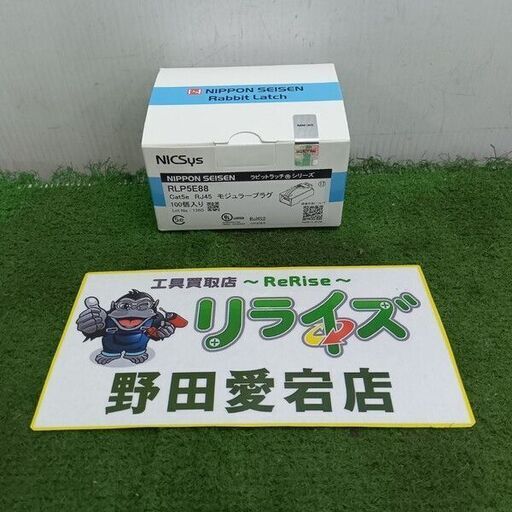 NIPPON SEISEN
Rabbit Latch
NICSys
NIPPON SEISEN
ラビットラッチ シリーズ
RLP5E88
Cat5e RJ45 モジュラープラグ
100個入り
工具買取店 ～ReRise～
リライズ
野田愛宕店